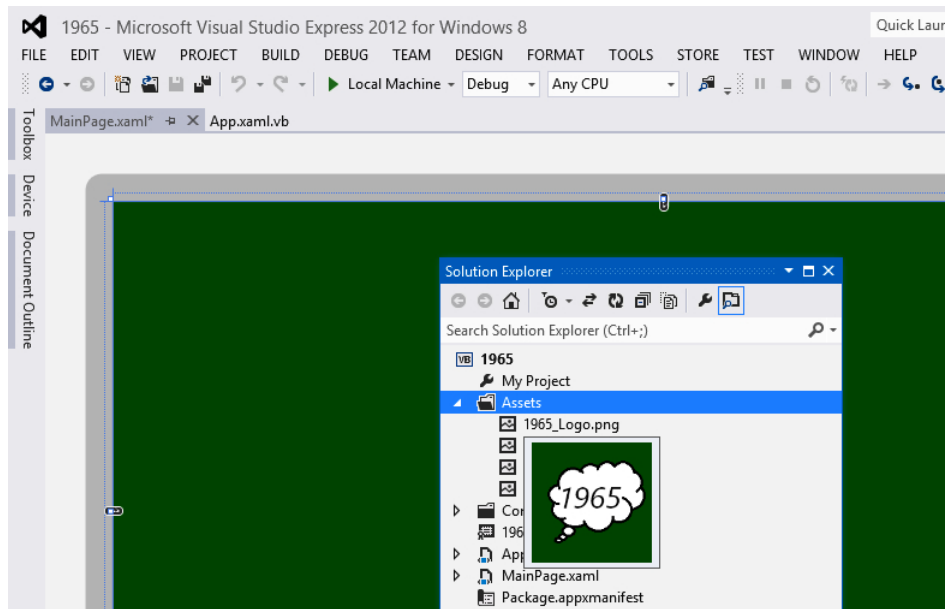 1965 - Microsoft Visual Studio Express 2012 for Windows 8
Quick Laun
FILE EDIT VIEW PROJECT BUILD DEBUG TEAM DESIGN FORMAT TOOLS STORE TEST WINDOW HELP
Local Machine Debug Any CPU
MainPage.xaml* App.xaml.vb
Toolbox
Device
Document Outline
Solution Explorer
Search Solution Explorer (Ctrl+;)
VB 1965
My Project
Assets
1965_Logo.png
1965
Con
196
App
MainPage.xaml
Package.appxmanifest